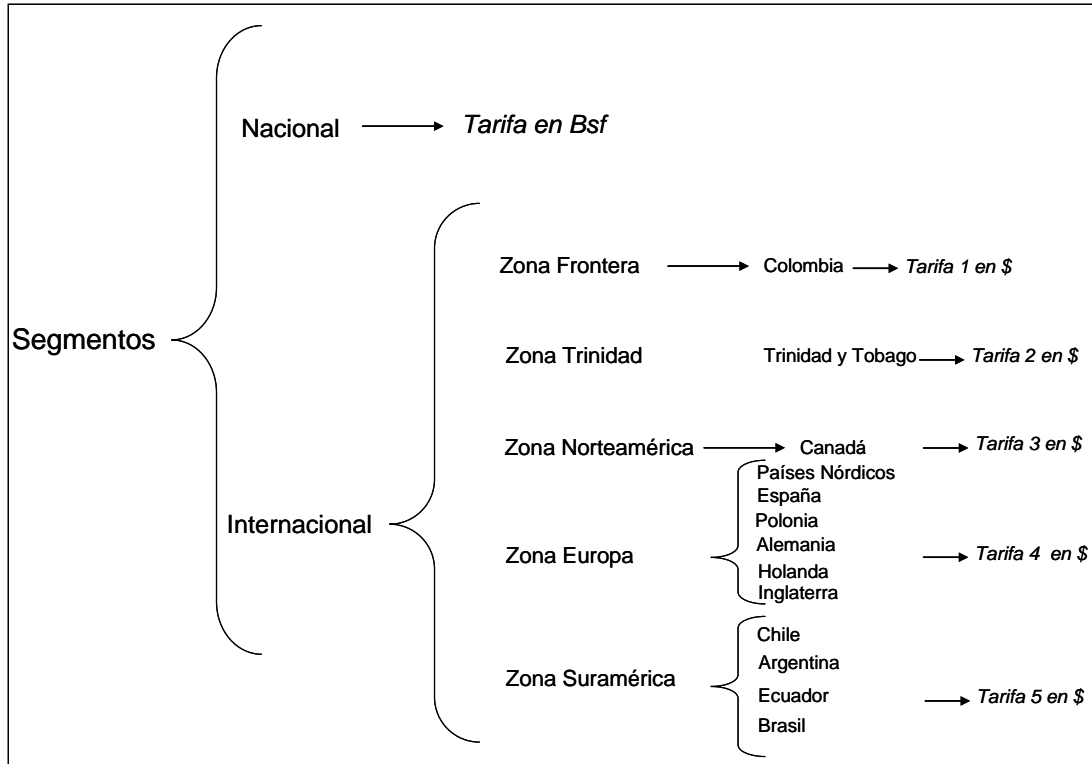 Segmentos
Nacional
Tarifa en Bsf
Internacional
Zona Frontera
Colombia
Tarifa 1 en $
Zona Trinidad
Trinidad y Tobago
Tarifa 2 en $
Zona Norteamérica
Canadá
Tarifa 3 en $
Zona Europa
Países Nórdicos
España
Polonia
Alemania
Holanda
Inglaterra
Tarifa 4 en $
Zona Suramérica
Chile
Argentina
Ecuador
Brasil
Tarifa 5 en $